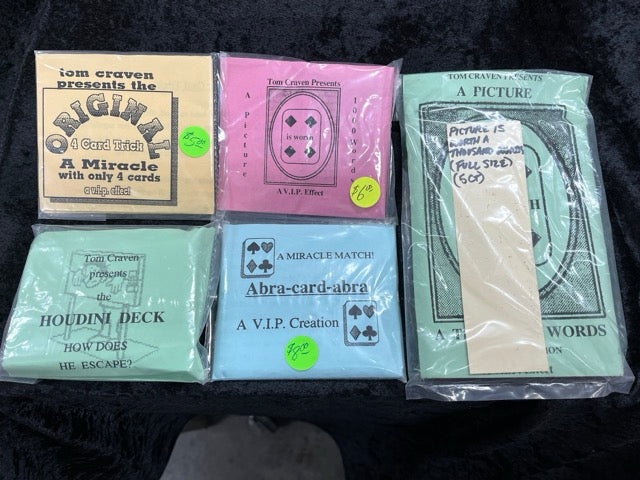 Tom craven
presents the
ORIGINAL
4 Card Trick
A Miracle
with only 4 cards
a v.i.p. effect
Tom Craven Presents
A Picture
is worth
1000 Words
A V.I.P. Effect
$6.00
TOM CRAVEN PRESENTS
A PICTURE
PICTURE IS
WORTH A
THOUSAND WORDS
(FULL SIZE)
H
A T
WORDS
Tom Craven
presents
the
HOUDINI DECK
HOW DOES
HE ESCAPE?
A MIRACLE MATCH!
Abra-card-abra
A V.I.P. Creation
$8.00